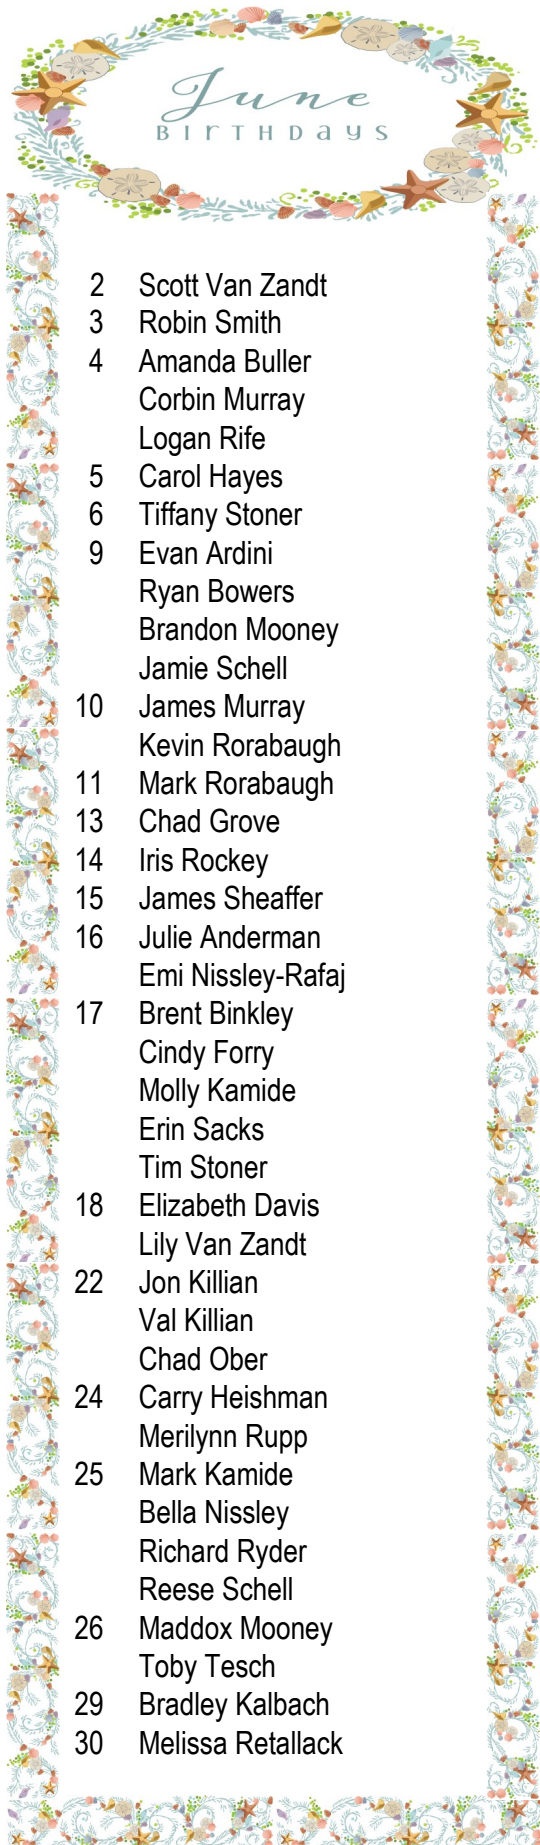 June
BIRTHDAYS
2 Scott Van Zandt
3 Robin Smith
4 Amanda Buller
Corbin Murray
Logan Rife
5 Carol Hayes
6 Tiffany Stoner
9 Evan Ardini
Ryan Bowers
Brandon Mooney
Jamie Schell
10 James Murray
Kevin Rorabaugh
11 Mark Rorabaugh
13 Chad Grove
14 Iris Rockey
15 James Sheaffer
16 Julie Anderman
Emi Nissley-Rafaj
17 Brent Binkley
Cindy Forry
Molly Kamide
Erin Sacks
Tim Stoner
18 Elizabeth Davis
Lily Van Zandt
22 Jon Killian
Val Killian
Chad Ober
24 Carry Heishman
Merilynn Rupp
25 Mark Kamide
Bella Nissley
Richard Ryder
Reese Schell
26 Maddox Mooney
Toby Tesch
29 Bradley Kalbach
30 Melissa Retallack